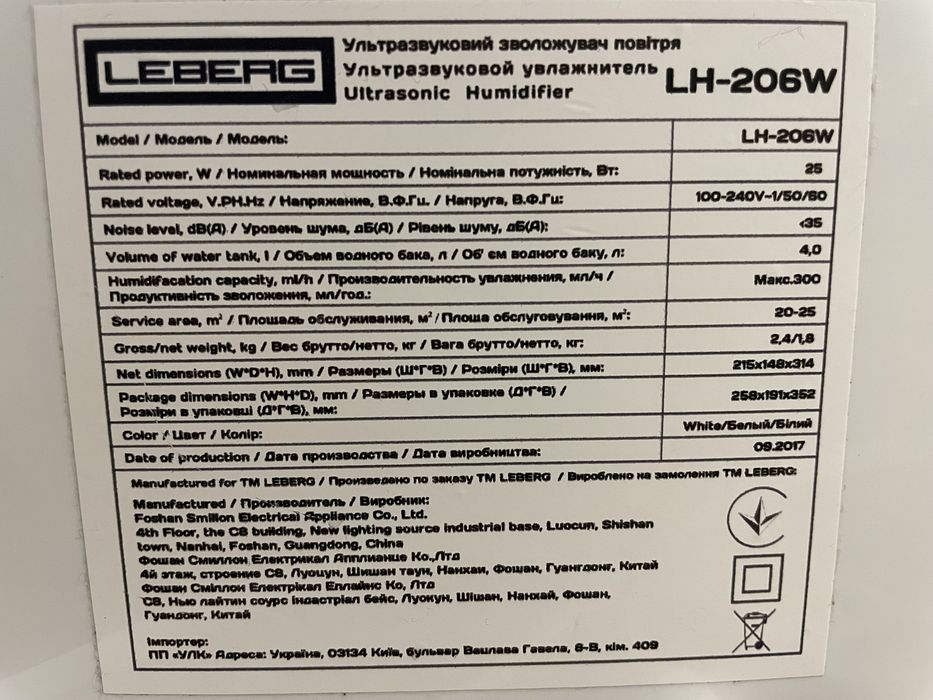 LEBERG
Ультразвуковий зволожувач повітря
Ультразвуковой увлажнитель
Ultrasonic Humidifier
LH-206W
Model / Модель / Модель: LH-206W
Rated power, W / Номинальная мощность / Номінальна потужність, Вт: 25
Rated voltage, V.PH.Hz / Напряжение, В.Ф.Гц. / Напруга, В.Ф.Гц: 100-240V~1/50/60
Noise level, dB(A) / Уровень шума, дБ(А) / Рівень шуму, дБ(А): <35
Volume of water tank, l / Объем водного бака, л / Об' єм водного баку, л: 4,0
Humidifacation capacity, ml/h / Производительность увлажнения, мл/ч /
Продуктивність зволоження, мл/год.: Макс.300
Service area, m² / Площадь обслуживания, м² / Площа обслуговування, м²: 20-25
Gross/net weight, kg / Вес брутто/нетто, кг / Вага брутто/нетто, кг: 2,4/1,8
Net dimensions (W*D*H), mm / Размеры (Ш*Г*В) / Розміри (Ш*Г*В), мм: 215x148x314
Package dimensions (W*H*D), mm / Размеры в упаковке (Д*Г*В) /
Розміри в упаковці (Д*Г*В), мм: 258x191x352
Color / Цвет / Колір: White/Белый/Білий
Date of production / Дата производства / Дата виробництва: 09.2017
Manufactured for TM LEBERG / Произведено по заказу TM LEBERG / Вироблено на замолення TM LEBERG:
Manufactured / Производитель / Виробник:
Foshan Smilion Electrical Appliance Co., Ltd.
4th Floor, the C8 building, New lighting source industrial base, Luocun, Shishan
town, Nanhai, Foshan, Guangdong, China
Фошан Смиллон Електрикал Апплианце Ко.,Лтд
4й этаж, строение C8, Луоцун, Шишан таун, Нанхаи, Фошан, Гуангдонг, Китай
Фошан Сміллон Електрікал Еплайнс Ко, Лтд
C8, Нью лайтин соурс індастріал бейс, Луокун, Шішан, Нанхай, Фошан,
Гуандонг, Китай
Імпортер:
ПП «УЛК» Адреса: Україна, 03134 Київ, бульвар Вацлава Гавела, 6-В, кім. 409